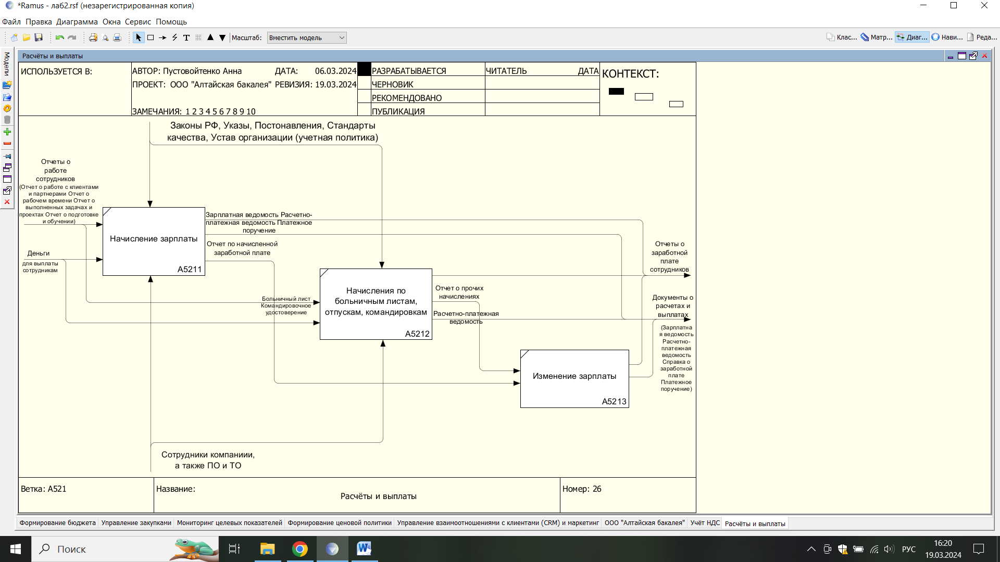 *Ramus - ла62.rsf (незарегистрированная копия)
Файл Правка Диаграмма Окна Сервис Помощь
Масштаб: Вместить модель
Клас... Матр... Диаг... Нави... Реда...
Модели
Расчёты и выплаты
ИСПОЛЬЗУЕТСЯ В:
АВТОР: Пустовойтенко Анна ДАТА: 06.03.2024
ПРОЕКТ: ООО "Алтайская бакалея" РЕВИЗИЯ: 19.03.2024
ЗАМЕЧАНИЯ: 1 2 3 4 5 6 7 8 9 10
РАЗРАБАТЫВАЕТСЯ
ЧЕРНОВИК
РЕКОМЕНДОВАНО
ПУБЛИКАЦИЯ
ЧИТАТЕЛЬ ДАТА
КОНТЕКСТ:
Законы РФ, Указы, Постонавления, Стандарты
качества, Устав организации (учетная политика)
Отчеты о
работе
сотрудников
(Отчет о работе с клиентами
и партнерами Отчет о
рабочем времени Отчет о
выполненных задачах и
проектах Отчет о подготовке
и обучении)
Деньги
для выплаты
сотрудникам
Начисление зарплаты
A5211
Зарплатная ведомость Расчетно-
платежная ведомость Платежное
поручение
Отчет по начисленной
заработной плате
Больничный лист
Командировочное
удостоверение
Начисления по
больничным листам,
отпускам, командировкам
A5212
Отчет о прочих
начислениях
Расчетно-платежная
ведомость
Изменение зарплаты
A5213
Отчеты о
заработной
плате
сотрудников
Документы о
расчетах и
выплатах
(Зарплатна
я ведомость
Расчетно-
платежная
ведомость
Справка о
заработной
плате
Платежное
поручение)
Сотрудники компаниии,
а также ПО и ТО
Ветка: A521
Название:
Расчёты и выплаты
Номер: 26
Формирование бюджета Управление закупками Мониторинг целевых показателей Формирование ценовой политики Управление взаимоотношениями с клиентами (CRM) и маркетинг ООО "Алтайская бакалея" Учёт НДС Расчёты и выплаты
Поиск
РУС
16:20
19.03.2024